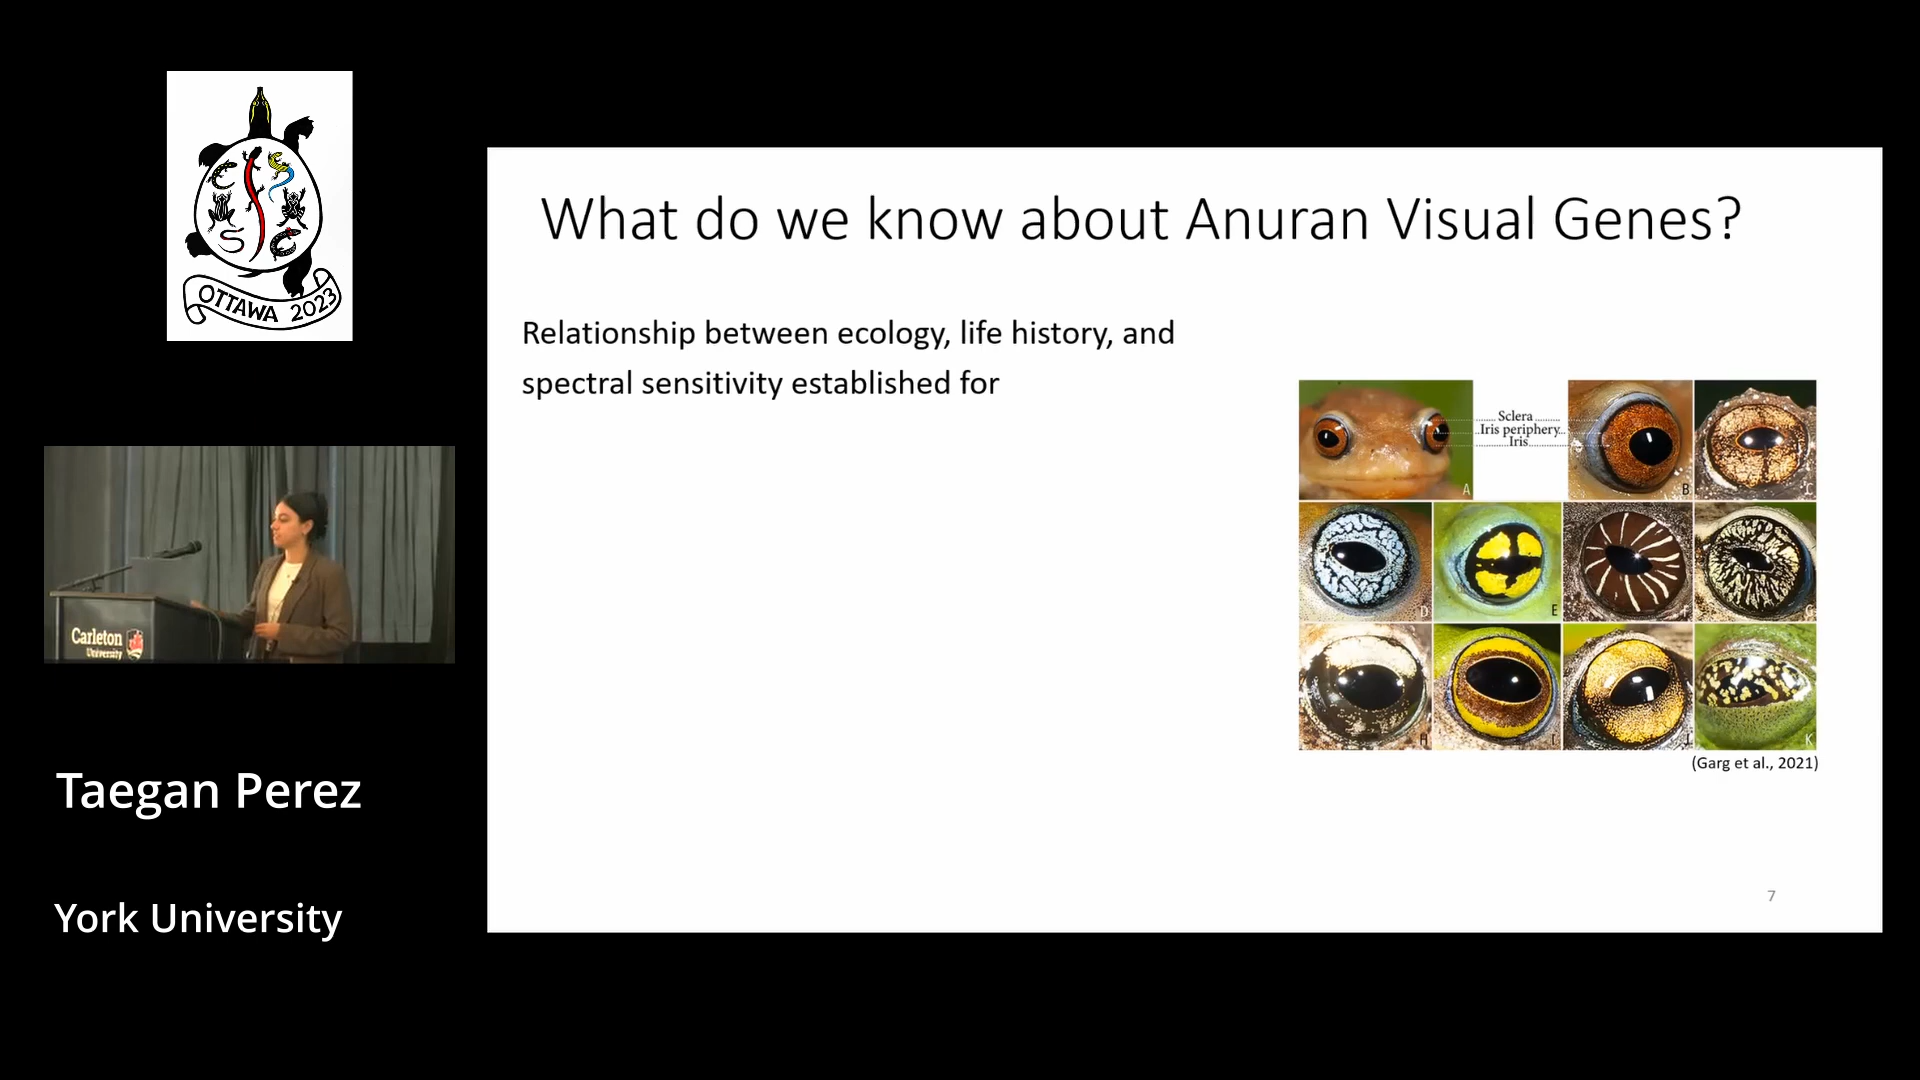 OTTAWA 2023
Carleton
University
Taegan Perez
York University
What do we know about Anuran Visual Genes?
Relationship between ecology, life history, and
spectral sensitivity established for
Sclera
Iris periphery
Iris
A
B
C
D
E
F
G
H
I
J
K
(Garg et al., 2021)
7